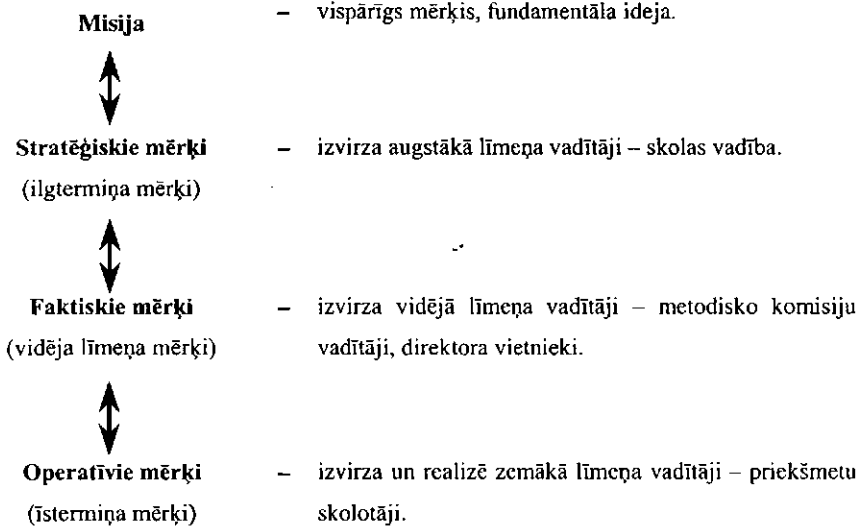 Misija – vispārīgs mērķis, fundamentāla ideja.
Stratēģiskie mērķi – izvirza augstākā līmeņa vadītāji – skolas vadība.
(ilgtermiņa mērķi)
Faktiskie mērķi – izvirza vidējā līmeņa vadītāji – metodisko komisiju
(vidēja līmeņa mērķi) vadītāji, direktora vietnieki.
Operatīvie mērķi – izvirza un realizē zemākā līmeņa vadītāji – priekšmetu
(īstermiņa mērķi) skolotāji.